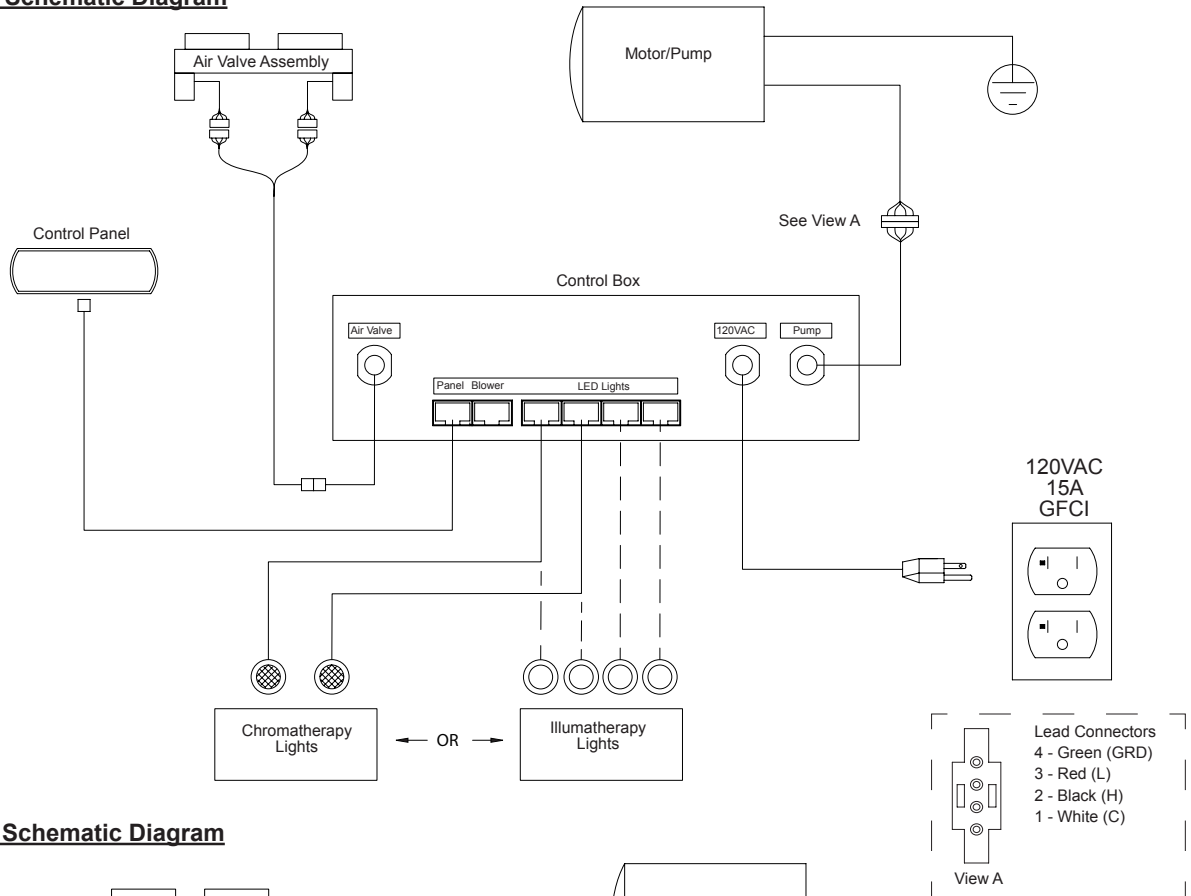 Schematic Diagram
Air Valve Assembly
Motor/Pump
See View A
Control Panel
Control Box
Air Valve
120VAC
Pump
Panel Blower
LED Lights
120VAC
15A
GFCI
Chromatherapy
Lights
OR
Illumatherapy
Lights
Lead Connectors
4 - Green (GRD)
3 - Red (L)
2 - Black (H)
1 - White (C)
View A
Schematic Diagram